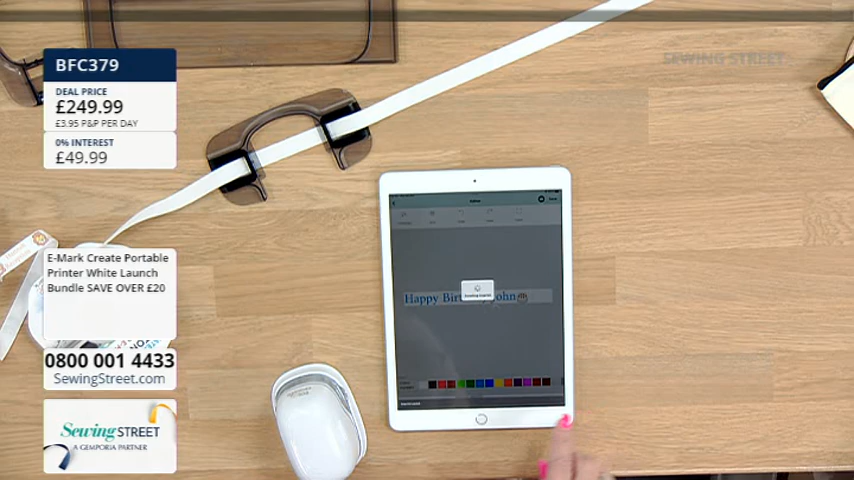 BFC379
DEAL PRICE
£249.99
£3.95 P&P PER DAY
0% INTEREST
£49.99
SEWING STREET
E-Mark Create Portable
Printer White Launch
Bundle SAVE OVER £20
Happy John
0800 001 4433
SewingStreet.com
Sewing STREET
A GEMPORIA PARTNER